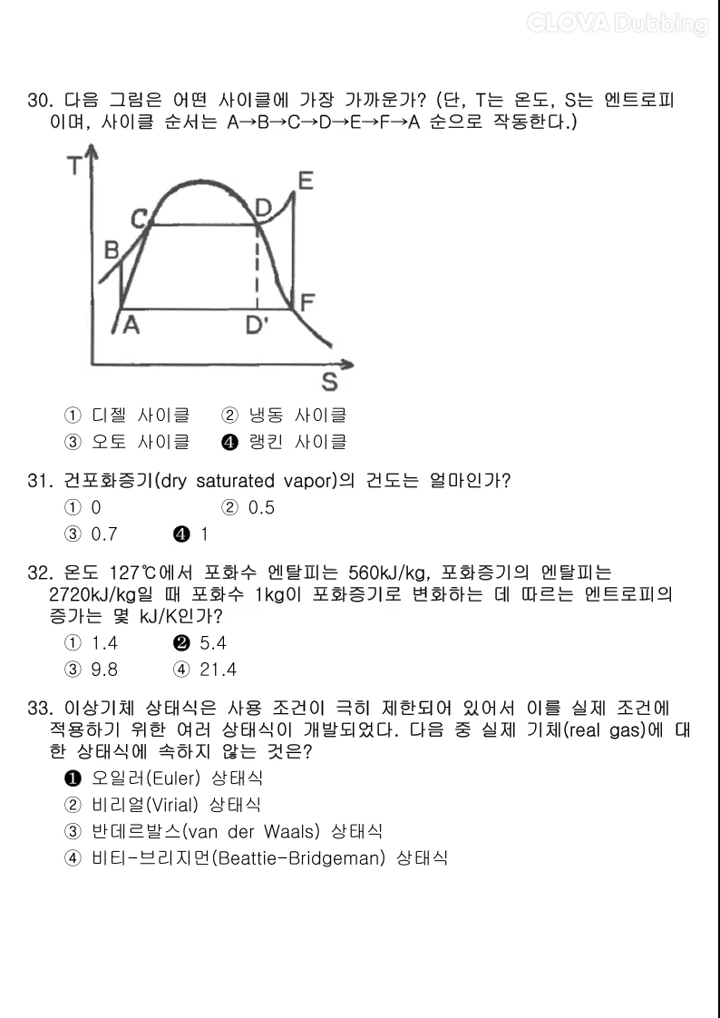 CLOVA Dubbing
30. 다음 그림은 어떤 사이클에 가장 가까운가? (단, T는 온도, S는 엔트로피
이며, 사이클 순서는 A→B→C→D→E→F→A 순으로 작동한다.)
T
E
C
D
B
F
A
D'
S
① 디젤 사이클 ② 냉동 사이클
③ 오토 사이클 ❹ 랭킨 사이클
31. 건포화증기(dry saturated vapor)의 건도는 얼마인가?
① 0 ② 0.5
③ 0.7 ❹ 1
32. 온도 127℃에서 포화수 엔탈피는 560kJ/kg, 포화증기의 엔탈피는
2720kJ/kg일 때 포화수 1kg이 포화증기로 변화하는 데 따르는 엔트로피의
증가는 몇 kJ/K인가?
① 1.4 ❷ 5.4
③ 9.8 ④ 21.4
33. 이상기체 상태식은 사용 조건이 극히 제한되어 있어서 이를 실제 조건에
적용하기 위한 여러 상태식이 개발되었다. 다음 중 실제 기체(real gas)에 대
한 상태식에 속하지 않는 것은?
❶ 오일러(Euler) 상태식
② 비리얼(Virial) 상태식
③ 반데르발스(van der Waals) 상태식
④ 비티-브리지먼(Beattie-Bridgeman) 상태식